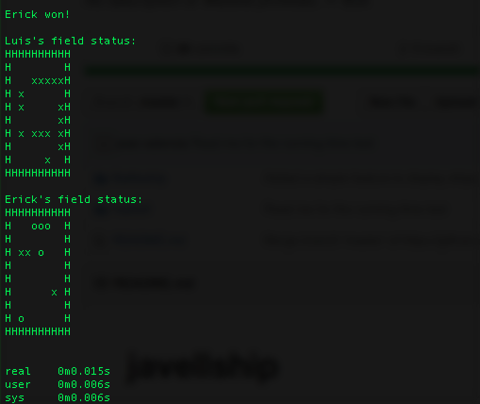 Erick won!

Luis's field status:
HHHHHHHHHH
H        H
H   xxxxxH
H x      H
H x     xH
H       xH
H x xxx xH
H       xH
H     x  H
HHHHHHHHHH

Erick's field status:
HHHHHHHHHH
H   ooo  H
H        H
H xx o   H
H        H
H        H
H      x H
H        H
H o      H
HHHHHHHHHH

real    0m0.015s
user    0m0.006s
sys     0m0.006s
javellship